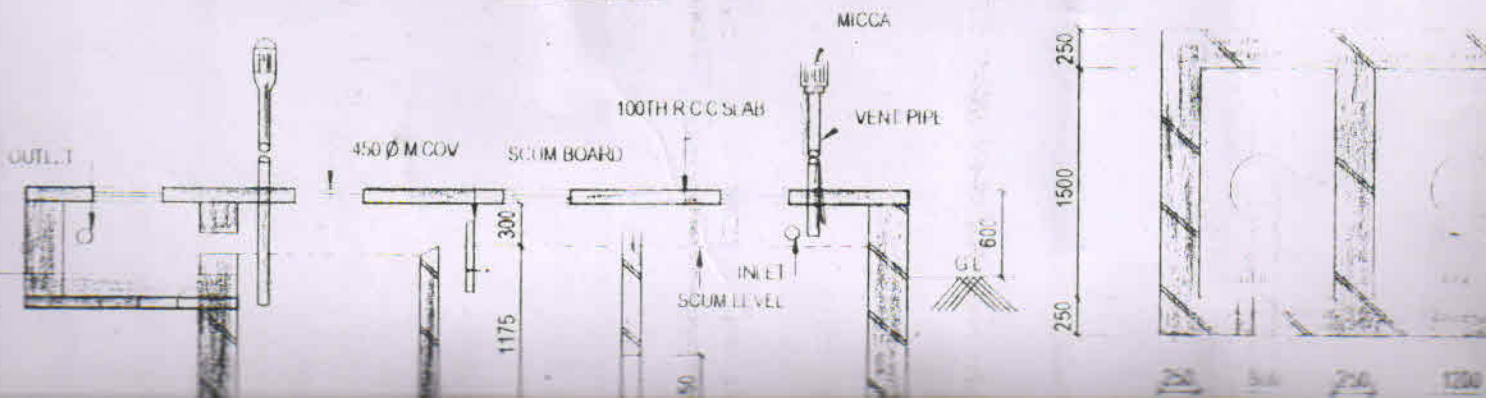 MICCA
100TH R C C SLAB
VENT PIPE
OUTLET
450 Ø M COV
SCUM BOARD
300
600
INLET
G L
SCUM LEVEL
1175
50
250
1500
250
250
250
1200